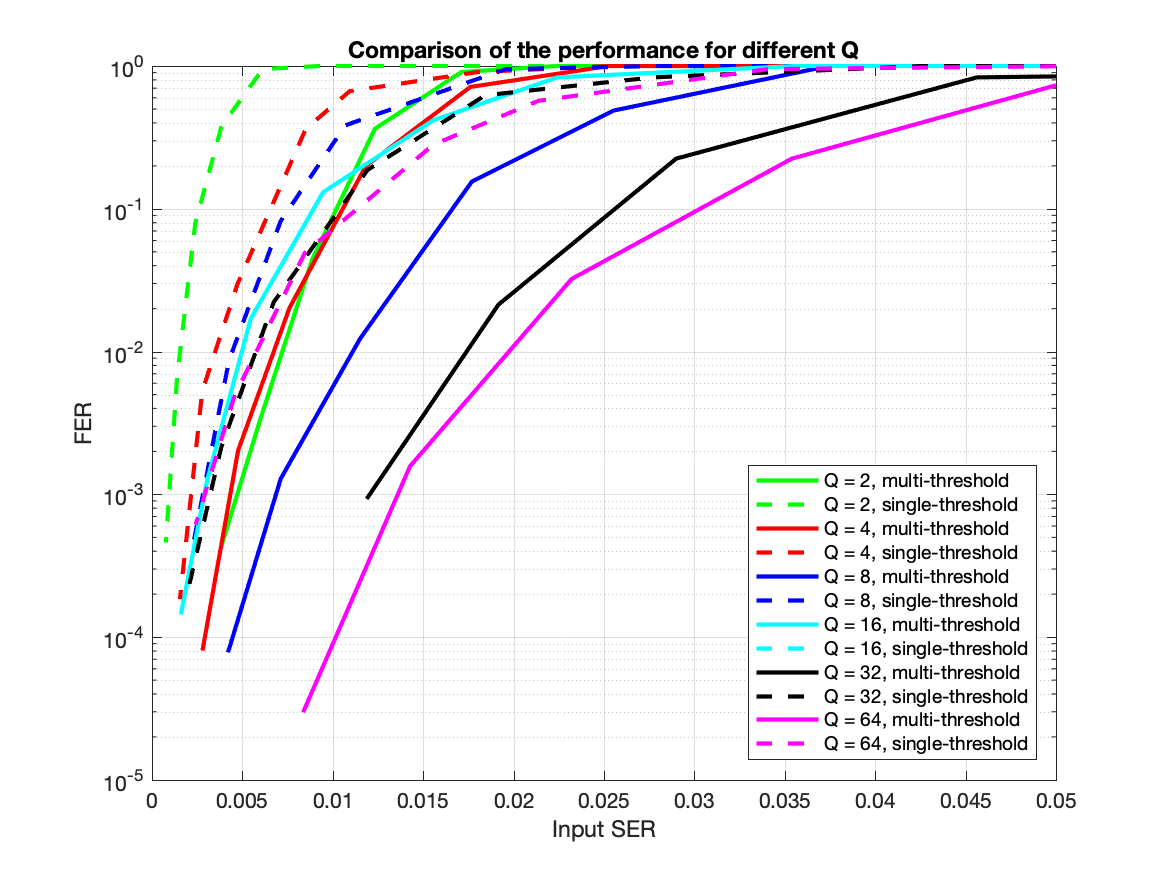 Comparison of the performance for different Q
10^0
10^-1
10^-2
10^-3
10^-4
10^-5
FER
0 0.005 0.01 0.015 0.02 0.025 0.03 0.035 0.04 0.045 0.05
Input SER
Q = 2, multi-threshold
Q = 2, single-threshold
Q = 4, multi-threshold
Q = 4, single-threshold
Q = 8, multi-threshold
Q = 8, single-threshold
Q = 16, multi-threshold
Q = 16, single-threshold
Q = 32, multi-threshold
Q = 32, single-threshold
Q = 64, multi-threshold
Q = 64, single-threshold